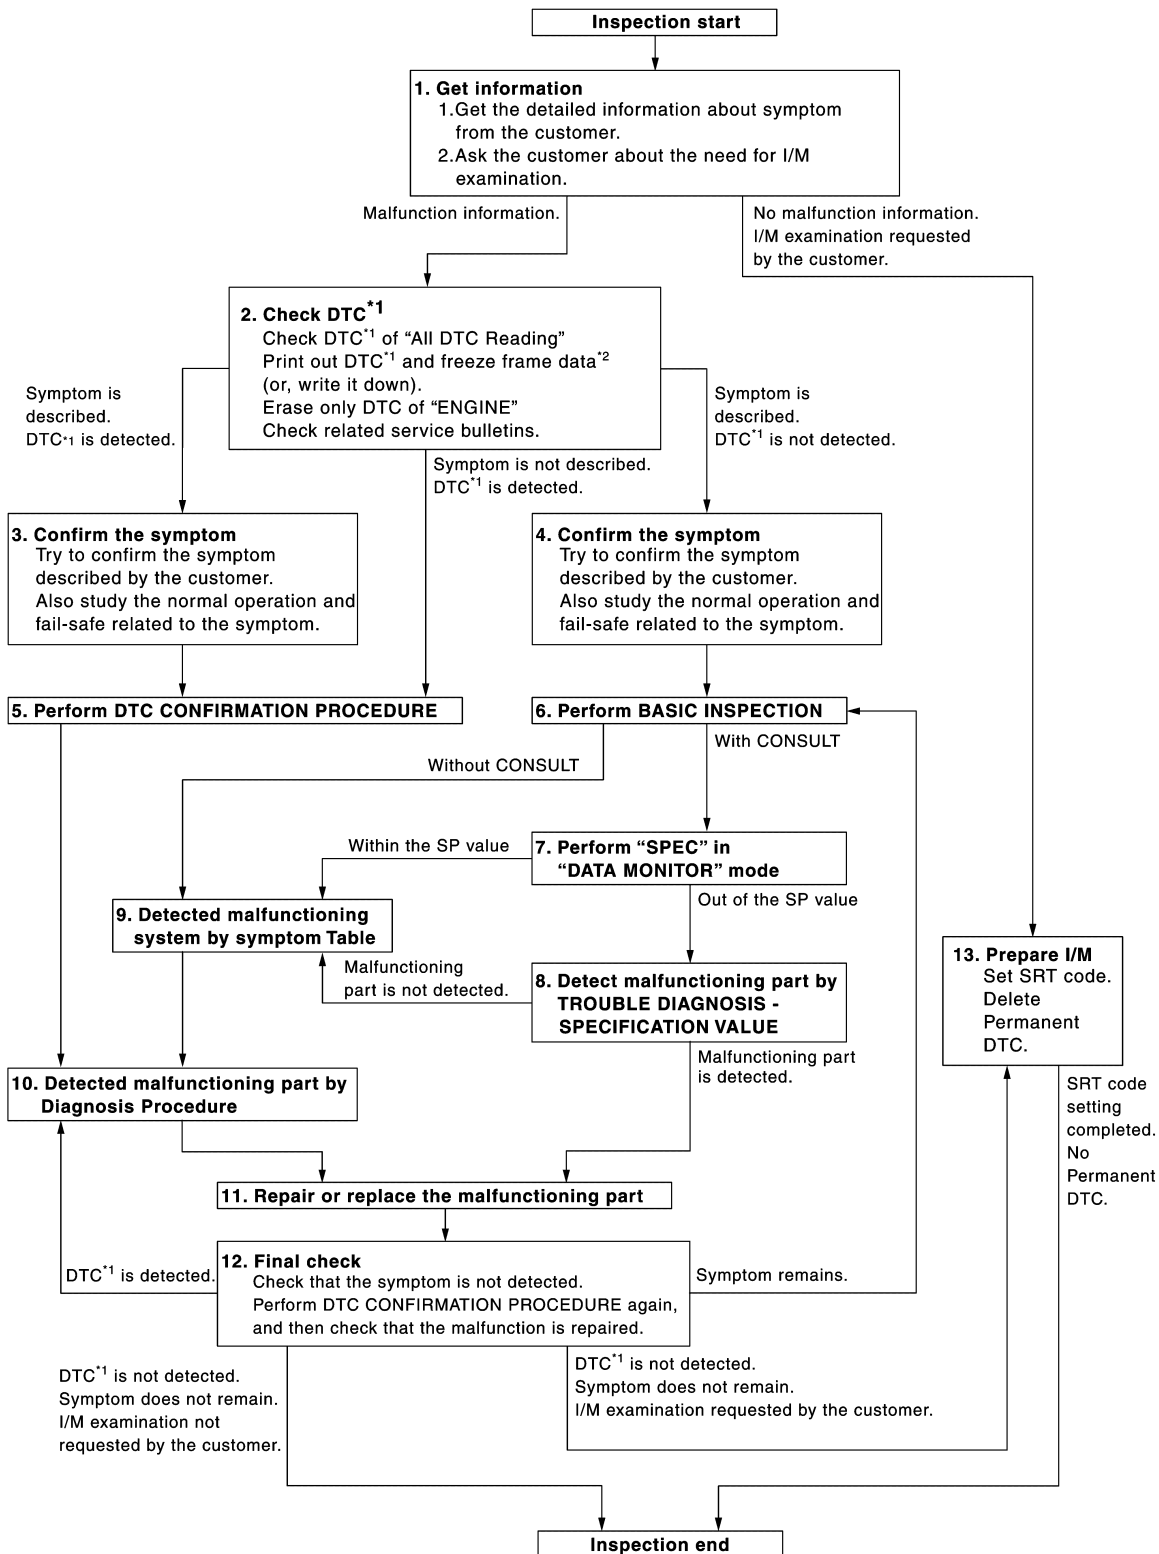 Inspection start
1. Get information
1.Get the detailed information about symptom
from the customer.
2.Ask the customer about the need for I/M
examination.
Malfunction information.
No malfunction information.
I/M examination requested
by the customer.
2. Check DTC*1
Check DTC*1 of “All DTC Reading”
Print out DTC*1 and freeze frame data*2
(or, write it down).
Erase only DTC of “ENGINE”
Check related service bulletins.
Symptom is
described.
DTC*1 is detected.
Symptom is
described.
DTC*1 is not detected.
Symptom is not described.
DTC*1 is detected.
3. Confirm the symptom
Try to confirm the symptom
described by the customer.
Also study the normal operation and
fail-safe related to the symptom.
4. Confirm the symptom
Try to confirm the symptom
described by the customer.
Also study the normal operation and
fail-safe related to the symptom.
5. Perform DTC CONFIRMATION PROCEDURE
6. Perform BASIC INSPECTION
With CONSULT
Without CONSULT
7. Perform “SPEC” in
“DATA MONITOR” mode
Within the SP value
Out of the SP value
9. Detected malfunctioning
system by symptom Table
Malfunctioning
part is not detected.
8. Detect malfunctioning part by
TROUBLE DIAGNOSIS -
SPECIFICATION VALUE
13. Prepare I/M
Set SRT code.
Delete
Permanent
DTC.
Malfunctioning part
is detected.
10. Detected malfunctioning part by
Diagnosis Procedure
SRT code
setting
completed.
No
Permanent
DTC.
11. Repair or replace the malfunctioning part
12. Final check
Check that the symptom is not detected.
Perform DTC CONFIRMATION PROCEDURE again,
and then check that the malfunction is repaired.
DTC*1 is detected.
Symptom remains.
DTC*1 is not detected.
Symptom does not remain.
I/M examination not
requested by the customer.
DTC*1 is not detected.
Symptom does not remain.
I/M examination requested by the customer.
Inspection end